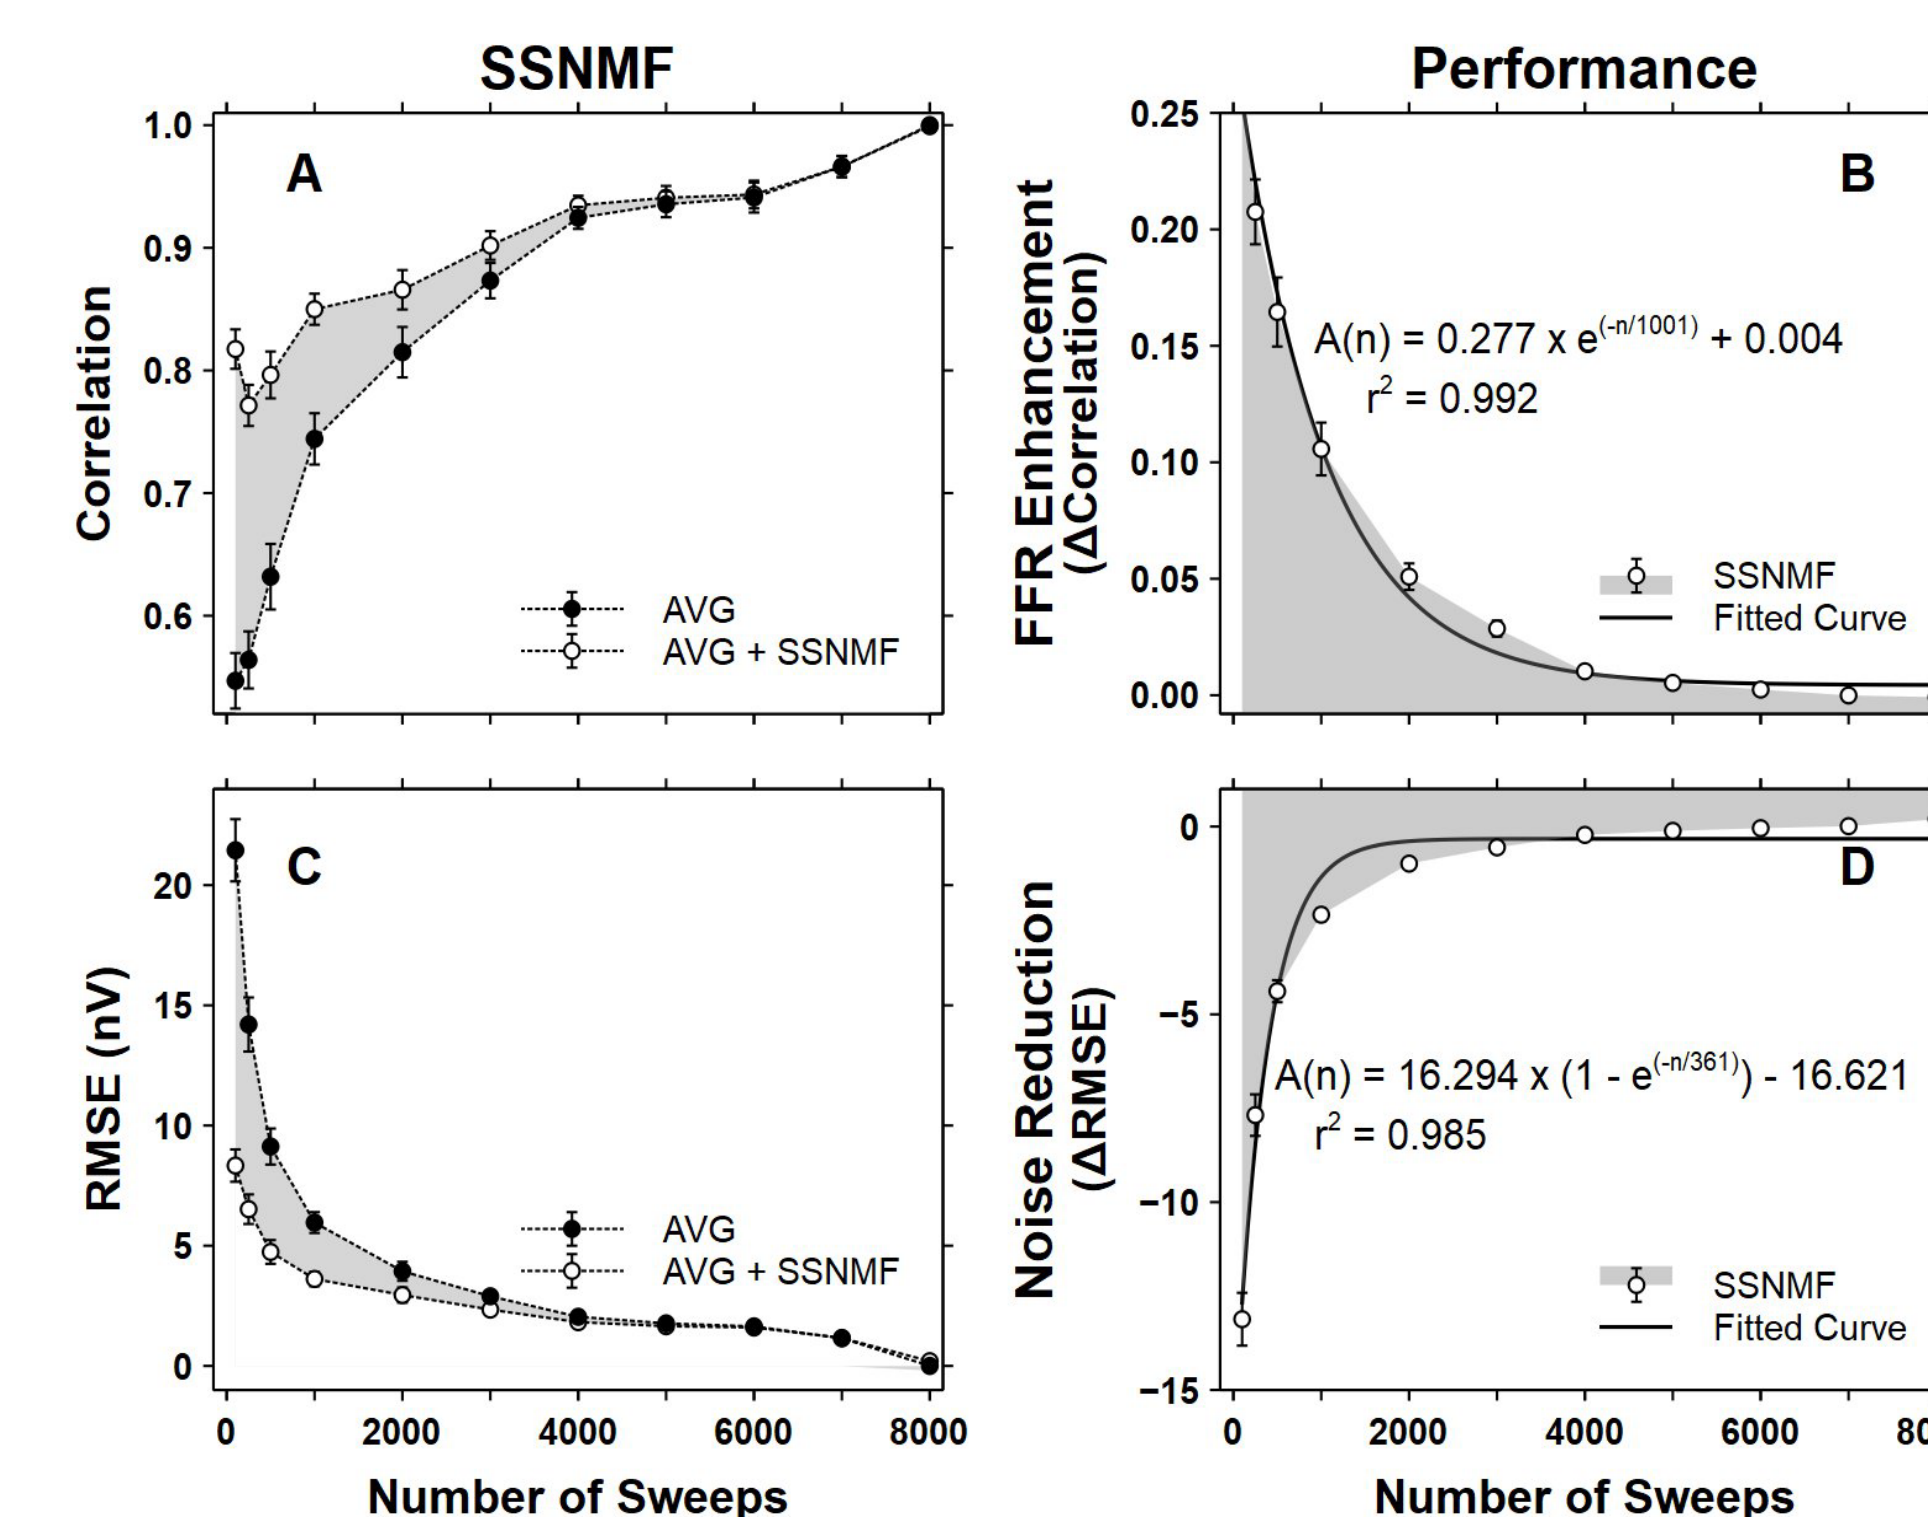 SSNMF
Performance
1.0
0.9
0.8
0.7
0.6
Correlation
A
AVG
AVG + SSNMF
0.25
0.20
0.15
0.10
0.05
0.00
FFR Enhancement
(ΔCorrelation)
B
A(n) = 0.277 x e^(-n/1001) + 0.004
r² = 0.992
SSNMF
Fitted Curve
20
15
10
5
0
RMSE (nV)
C
AVG
AVG + SSNMF
0 2000 4000 6000 8000
Number of Sweeps
0
−5
−10
−15
Noise Reduction
(ΔRMSE)
D
A(n) = 16.294 x (1 - e^(-n/361)) - 16.621
r² = 0.985
SSNMF
Fitted Curve
0 2000 4000 6000
Number of Sweeps